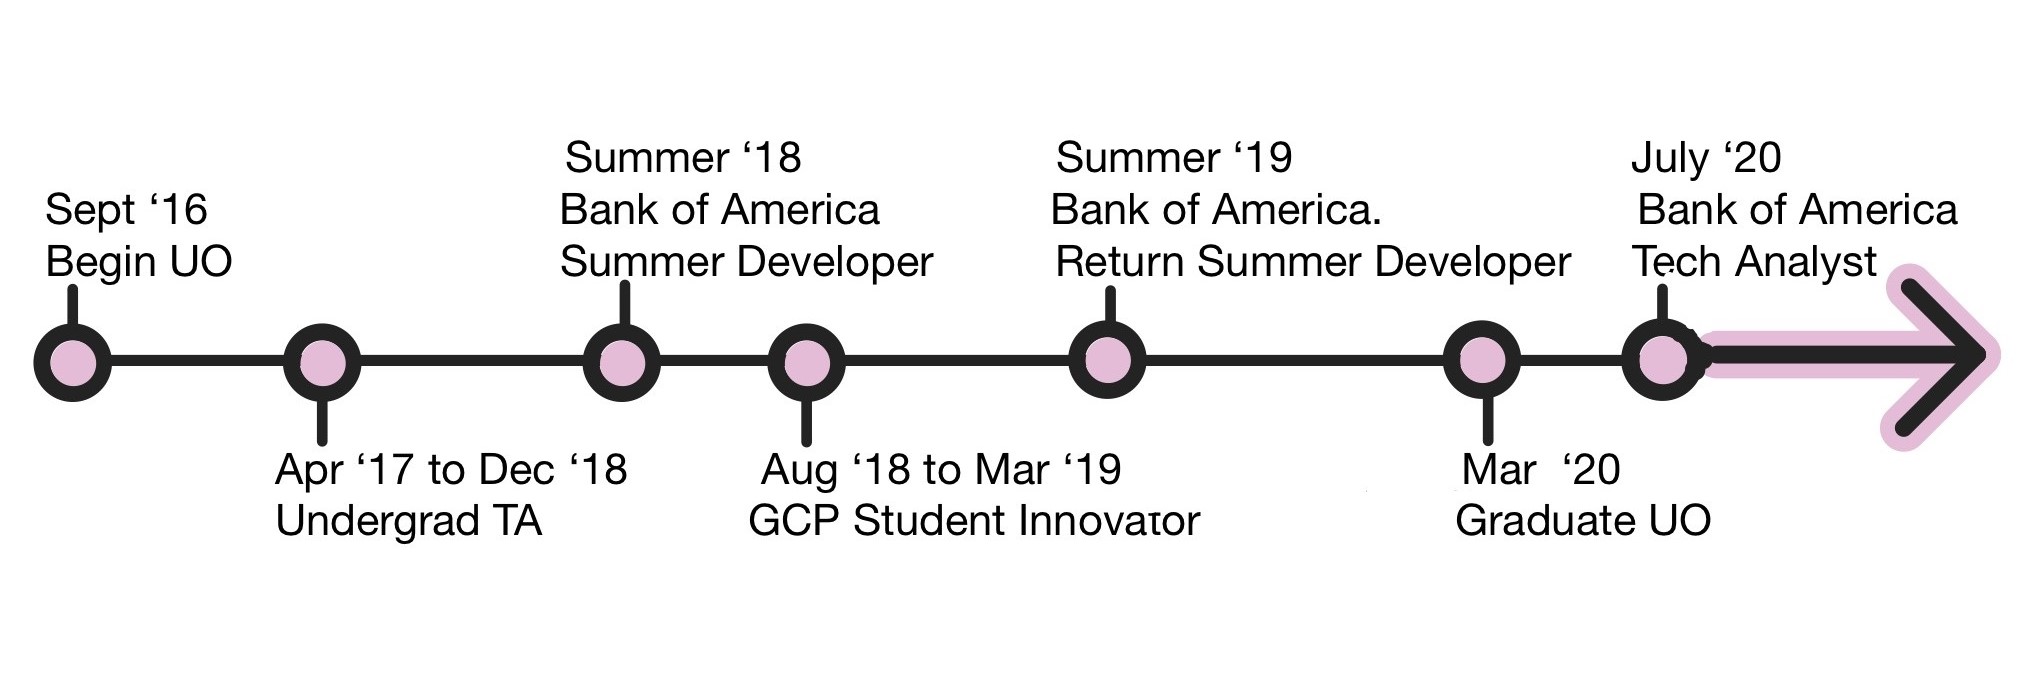 Sept ‘16
Begin UO
Apr ‘17 to Dec ‘18
Undergrad TA
Summer ‘18
Bank of America
Summer Developer
Aug ‘18 to Mar ‘19
GCP Student Innovator
Summer ‘19
Bank of America.
Return Summer Developer
Mar ‘20
Graduate UO
July ‘20
Bank of America
Tech Analyst